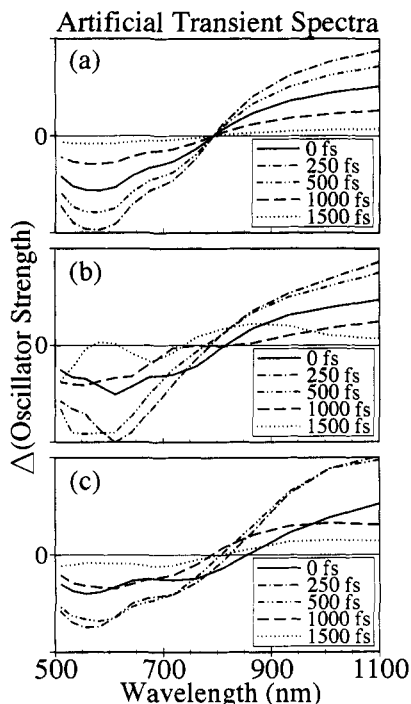 Artificial Transient Spectra
(a)
0
0 fs
250 fs
500 fs
1000 fs
1500 fs
(b)
0
0 fs
250 fs
500 fs
1000 fs
1500 fs
Δ(Oscillator Strength)
(c)
0
0 fs
250 fs
500 fs
1000 fs
1500 fs
500 700 900 1100
Wavelength (nm)